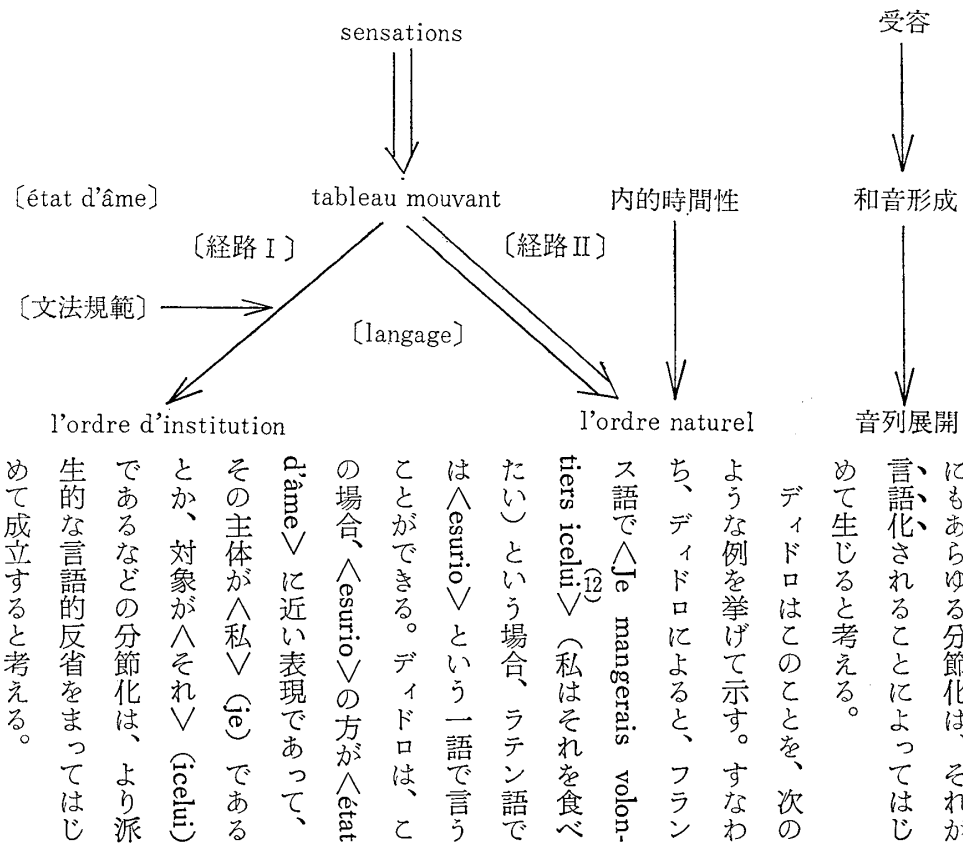 受容
和音形成
音列展開
sensations
〔état d'âme〕
tableau mouvant
内的時間性
〔経路Ⅰ〕
〔経路Ⅱ〕
〔文法規範〕
〔langage〕
l'ordre d'institution
l'ordre naturel
にもあらゆる分節化は、それが
言語化されることによってはじ
めて生じると考える。
ディドロはこのことを、次の
ような例を挙げて示す。すなわ
ち、ディドロによると、フラン
ス語で〈Je mangerais volon-
tiers icelui〉(12)（私はそれを食べ
たい）という場合、ラテン語で
は〈esurio〉という一語で言う
ことができる。ディドロは、こ
の場合、〈esurio〉の方が〈état
d'âme〉に近い表現であって、
その主体が〈私〉（je）である
とか、対象が〈それ〉（icelui）
であるなどの分節化は、より派
生的な言語的反省をまってはじ
めて成立すると考える。